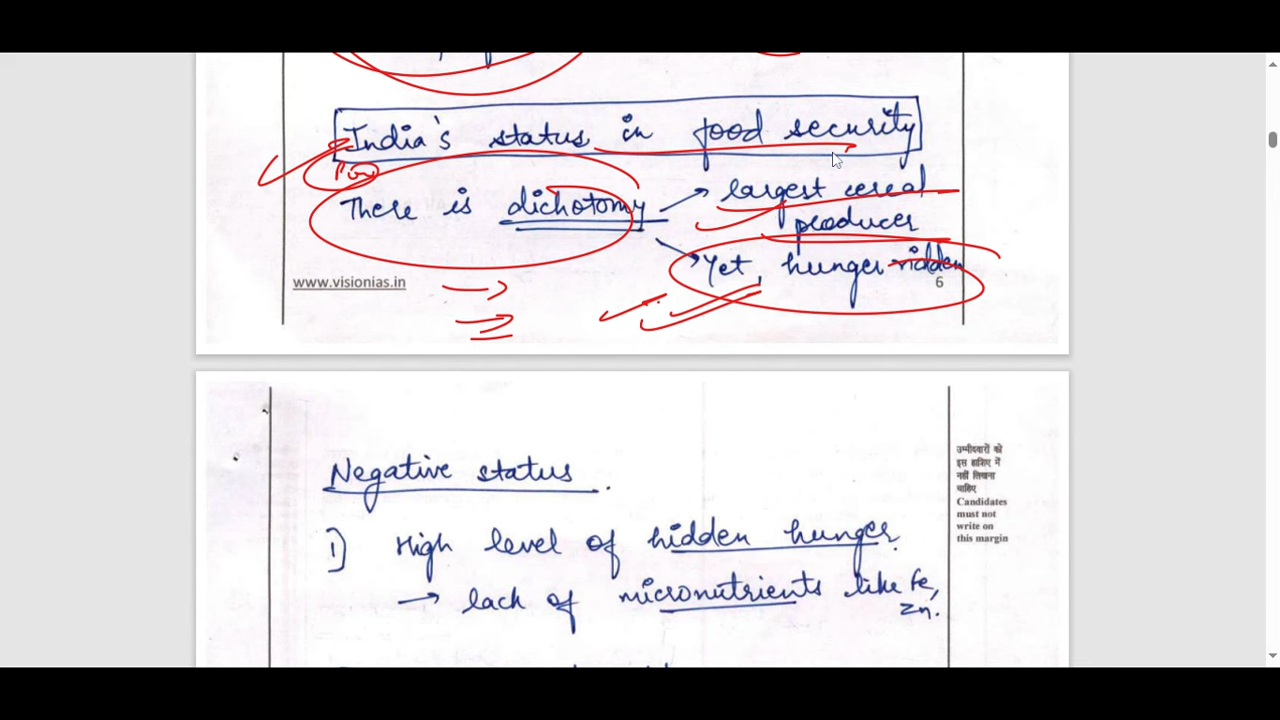 India's status in food security
There is dichotomy → largest cereal
producer
→ Yet, hunger ridden
www.visionias.in
6
Negative status
1) High level of hidden hunger.
→ lack of micronutrients like Fe,
Zn.
उम्मीदवारों को
इस हाशिए में
नहीं लिखना
चाहिए
Candidates
must not
write on
this margin